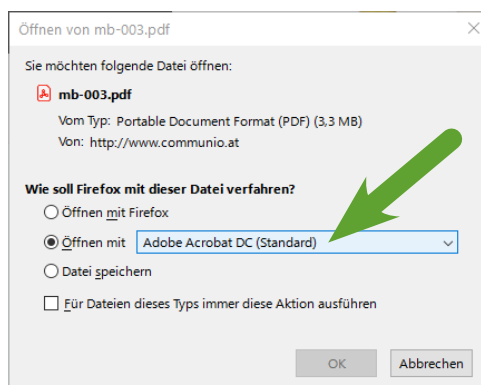 Öffnen von mb-003.pdf
Sie möchten folgende Datei öffnen:
mb-003.pdf
Vom Typ: Portable Document Format (PDF) (3,3 MB)
Von: http://www.communio.at
Wie soll Firefox mit dieser Datei verfahren?
Öffnen mit Firefox
Öffnen mit Adobe Acrobat DC (Standard)
Datei speichern
Für Dateien dieses Typs immer diese Aktion ausführen
OK Abbrechen